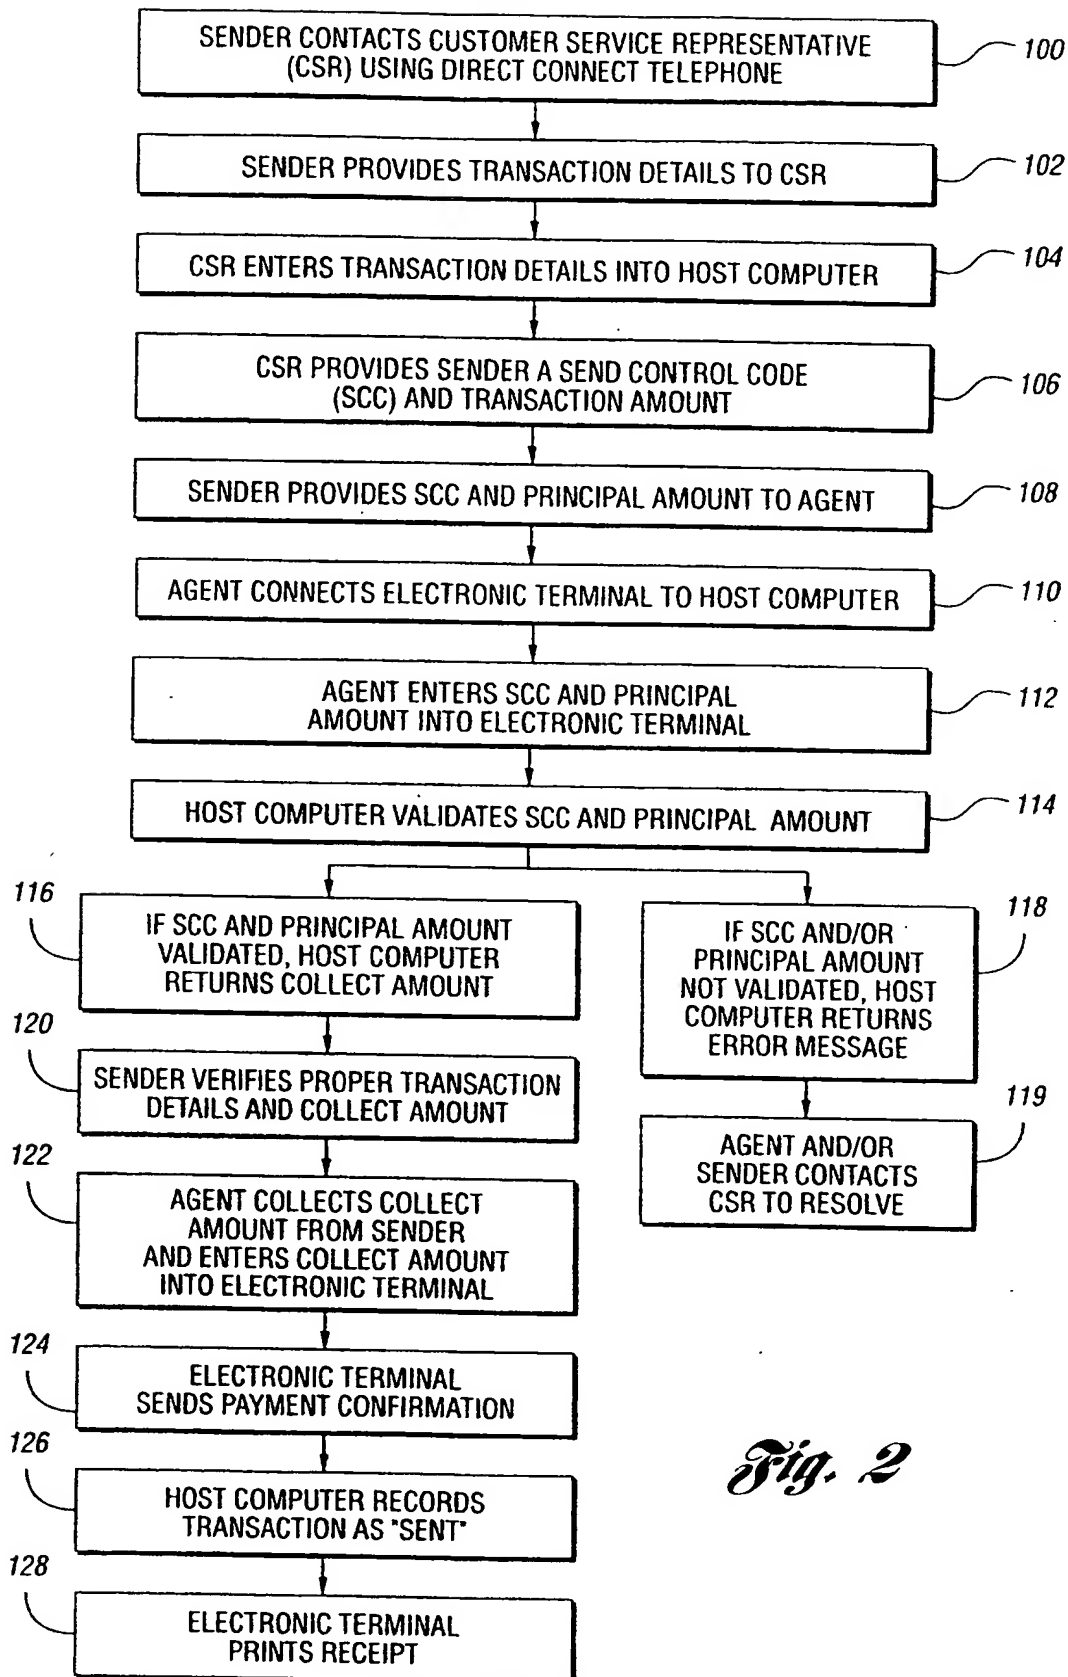 SENDER CONTACTS CUSTOMER SERVICE REPRESENTATIVE
(CSR) USING DIRECT CONNECT TELEPHONE
100
SENDER PROVIDES TRANSACTION DETAILS TO CSR
102
CSR ENTERS TRANSACTION DETAILS INTO HOST COMPUTER
104
CSR PROVIDES SENDER A SEND CONTROL CODE
(SCC) AND TRANSACTION AMOUNT
106
SENDER PROVIDES SCC AND PRINCIPAL AMOUNT TO AGENT
108
AGENT CONNECTS ELECTRONIC TERMINAL TO HOST COMPUTER
110
AGENT ENTERS SCC AND PRINCIPAL
AMOUNT INTO ELECTRONIC TERMINAL
112
HOST COMPUTER VALIDATES SCC AND PRINCIPAL AMOUNT
114
116
IF SCC AND PRINCIPAL AMOUNT
VALIDATED, HOST COMPUTER
RETURNS COLLECT AMOUNT
118
IF SCC AND/OR
PRINCIPAL AMOUNT
NOT VALIDATED, HOST
COMPUTER RETURNS
ERROR MESSAGE
120
SENDER VERIFIES PROPER TRANSACTION
DETAILS AND COLLECT AMOUNT
119
AGENT AND/OR
SENDER CONTACTS
CSR TO RESOLVE
122
AGENT COLLECTS COLLECT
AMOUNT FROM SENDER
AND ENTERS COLLECT AMOUNT
INTO ELECTRONIC TERMINAL
124
ELECTRONIC TERMINAL
SENDS PAYMENT CONFIRMATION
126
HOST COMPUTER RECORDS
TRANSACTION AS "SENT"
128
ELECTRONIC TERMINAL
PRINTS RECEIPT
Fig. 2